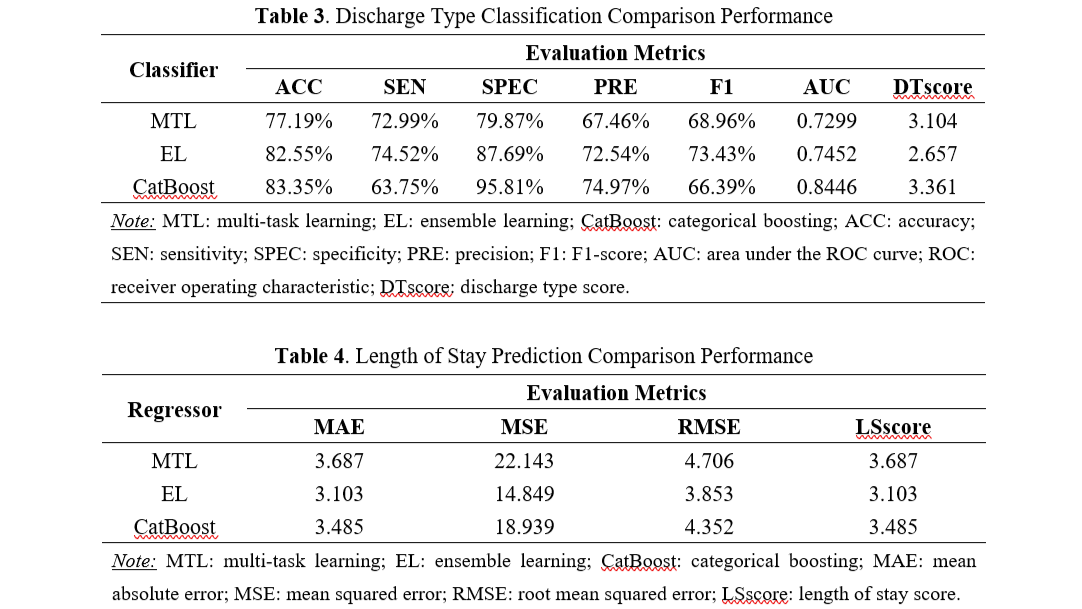 Table 3. Discharge Type Classification Comparison Performance
Classifier Evaluation Metrics
ACC SEN SPEC PRE F1 AUC DTscore
MTL 77.19% 72.99% 79.87% 67.46% 68.96% 0.7299 3.104
EL 82.55% 74.52% 87.69% 72.54% 73.43% 0.7452 2.657
CatBoost 83.35% 63.75% 95.81% 74.97% 66.39% 0.8446 3.361
Note: MTL: multi-task learning; EL: ensemble learning; CatBoost: categorical boosting; ACC: accuracy;
SEN: sensitivity; SPEC: specificity; PRE: precision; F1: F1-score; AUC: area under the ROC curve; ROC:
receiver operating characteristic; DTscore: discharge type score.
Table 4. Length of Stay Prediction Comparison Performance
Regressor Evaluation Metrics
MAE MSE RMSE LSscore
MTL 3.687 22.143 4.706 3.687
EL 3.103 14.849 3.853 3.103
CatBoost 3.485 18.939 4.352 3.485
Note: MTL: multi-task learning; EL: ensemble learning; CatBoost: categorical boosting; MAE: mean
absolute error; MSE: mean squared error; RMSE: root mean squared error; LSscore: length of stay score.